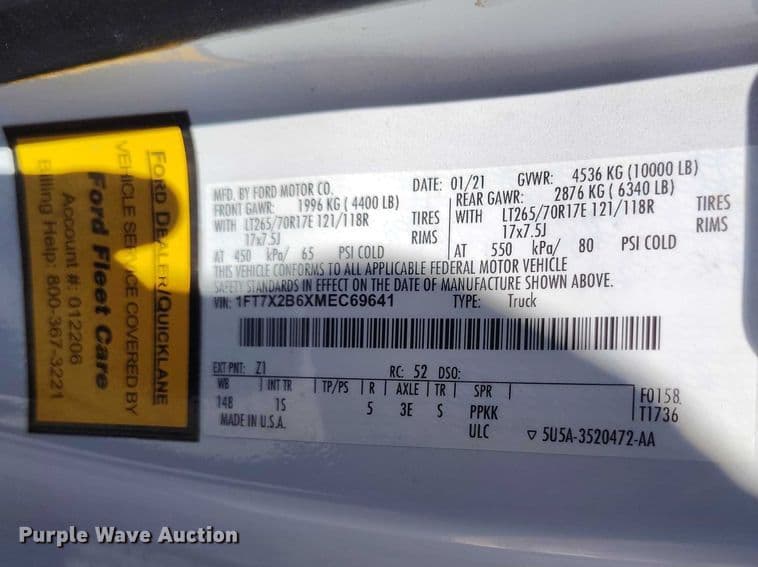 FORD DEALER/QUICKLANE
VEHICLE SERVICE COVERED BY
Ford Fleet Care
Account #: 012206
Billing Help: 800-367-3221
MFD. BY FORD MOTOR CO.
DATE: 01/21 GVWR: 4536 KG (10000 LB)
FRONT GAWR: 1996 KG ( 4400 LB)
REAR GAWR: 2876 KG ( 6340 LB)
WITH LT265/70R17E 121/118R TIRES
WITH LT265/70R17E 121/118R TIRES
17x7.5J RIMS
17x7.5J RIMS
AT 450 kPa/ 65 PSI COLD
AT 550 kPa/ 80 PSI COLD
THIS VEHICLE CONFORMS TO ALL APPLICABLE FEDERAL MOTOR VEHICLE
SAFETY STANDARDS IN EFFECT ON THE DATE OF MANUFACTURE SHOWN ABOVE.
VIN: 1FT7X2B6XMEC69641 TYPE: Truck
EXT PNT: Z1 RC: 52 DSO:
WB | INT TR | TP/PS | R | AXLE | TR | SPR | F0158
148 1S 5 3E S PPKK T1736
MADE IN U.S.A. ULC ▽ 5U5A-3520472-AA
Purple Wave Auction